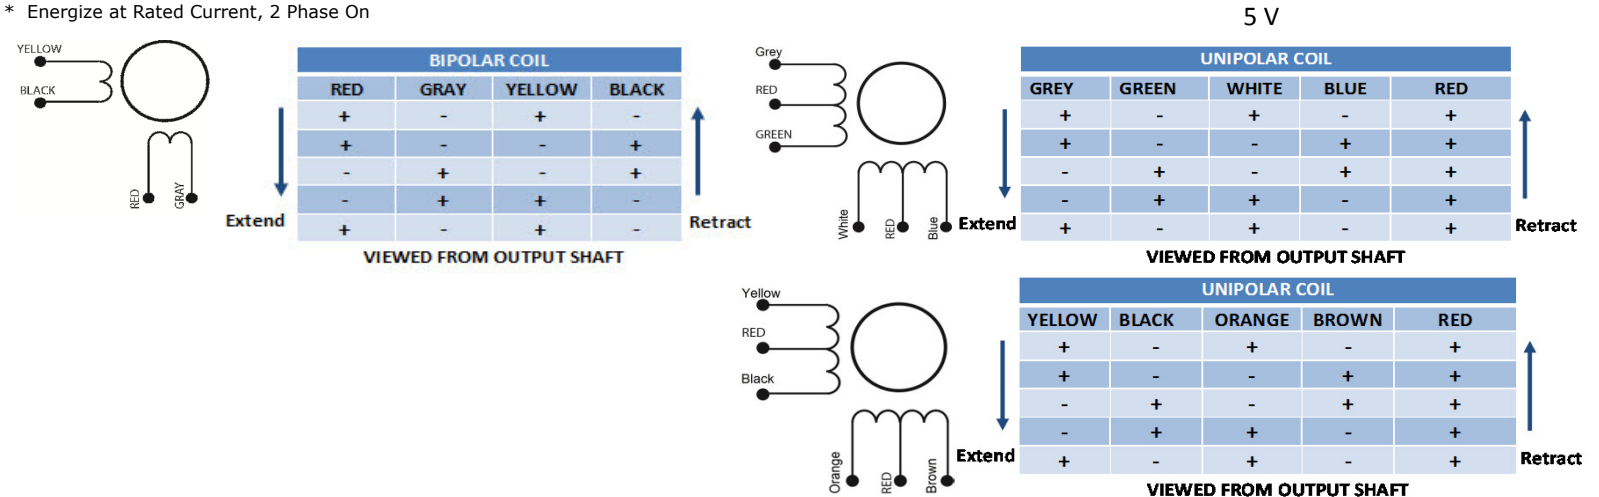 * Energize at Rated Current, 2 Phase On
YELLOW
BLACK
RED
GRAY
BIPOLAR COIL
RED GRAY YELLOW BLACK
+ - + -
+ - - +
- + - +
- + + -
+ - + -
Extend
Retract
VIEWED FROM OUTPUT SHAFT
5 V
Grey
RED
GREEN
White
RED
Blue
UNIPOLAR COIL
GREY GREEN WHITE BLUE RED
+ - + - +
+ - - + +
- + - + +
- + + - +
+ - + - +
Extend
Retract
VIEWED FROM OUTPUT SHAFT
Yellow
RED
Black
Orange
RED
Brown
UNIPOLAR COIL
YELLOW BLACK ORANGE BROWN RED
+ - + - +
+ - - + +
- + - + +
- + + - +
+ - + - +
Extend
Retract
VIEWED FROM OUTPUT SHAFT